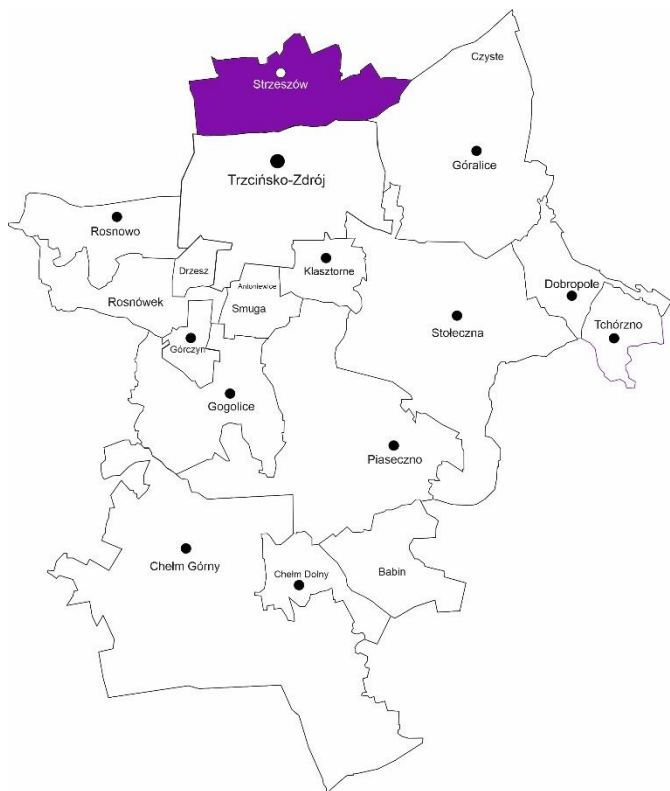 Czyste
Strzeszów
Góralice
Trzcińsko-Zdrój
Rosnowo
Drzesz
Klasztorne
Dobropole
Antoniewice
Rosnówek
Smuga
Tchórzno
Stołeczna
Górczyn
Gogolice
Piaseczno
Chełm Górny
Chełm Dolny
Babin